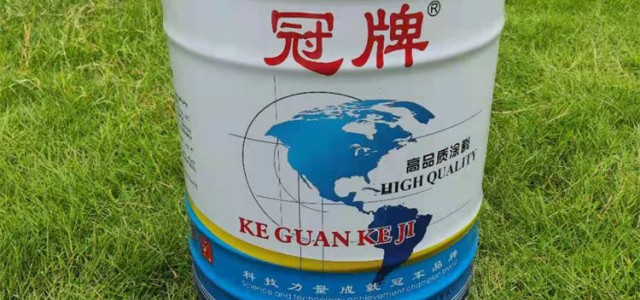 冠牌®
高品质涂料
HIGH QUALITY
KE GUAN KE JI
科技力量成就冠军品牌
science and technology achievement champion brand